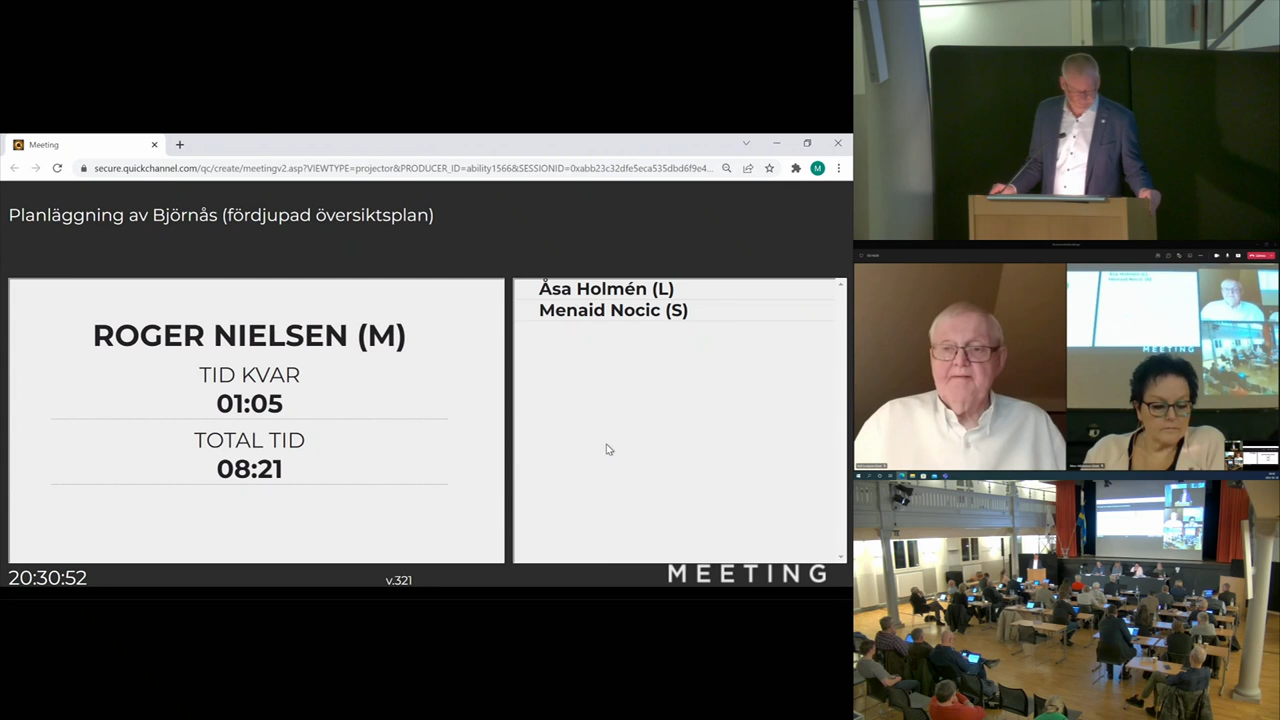 Meeting
secure.quickchannel.com/qc/create/meetingv2.asp?VIEWTYPE=projector&PRODUCER_ID=ability1566&SESSIONID=0xabb23c32dfe5eca535dbd6f9e4...
M
Planläggning av Björnås (fördjupad översiktsplan)
ROGER NIELSEN (M)
TID KVAR
01:05
TOTAL TID
08:21
Åsa Holmén (L)
Menaid Nocic (S)
20:30:52
v.321
MEETING
MEETING